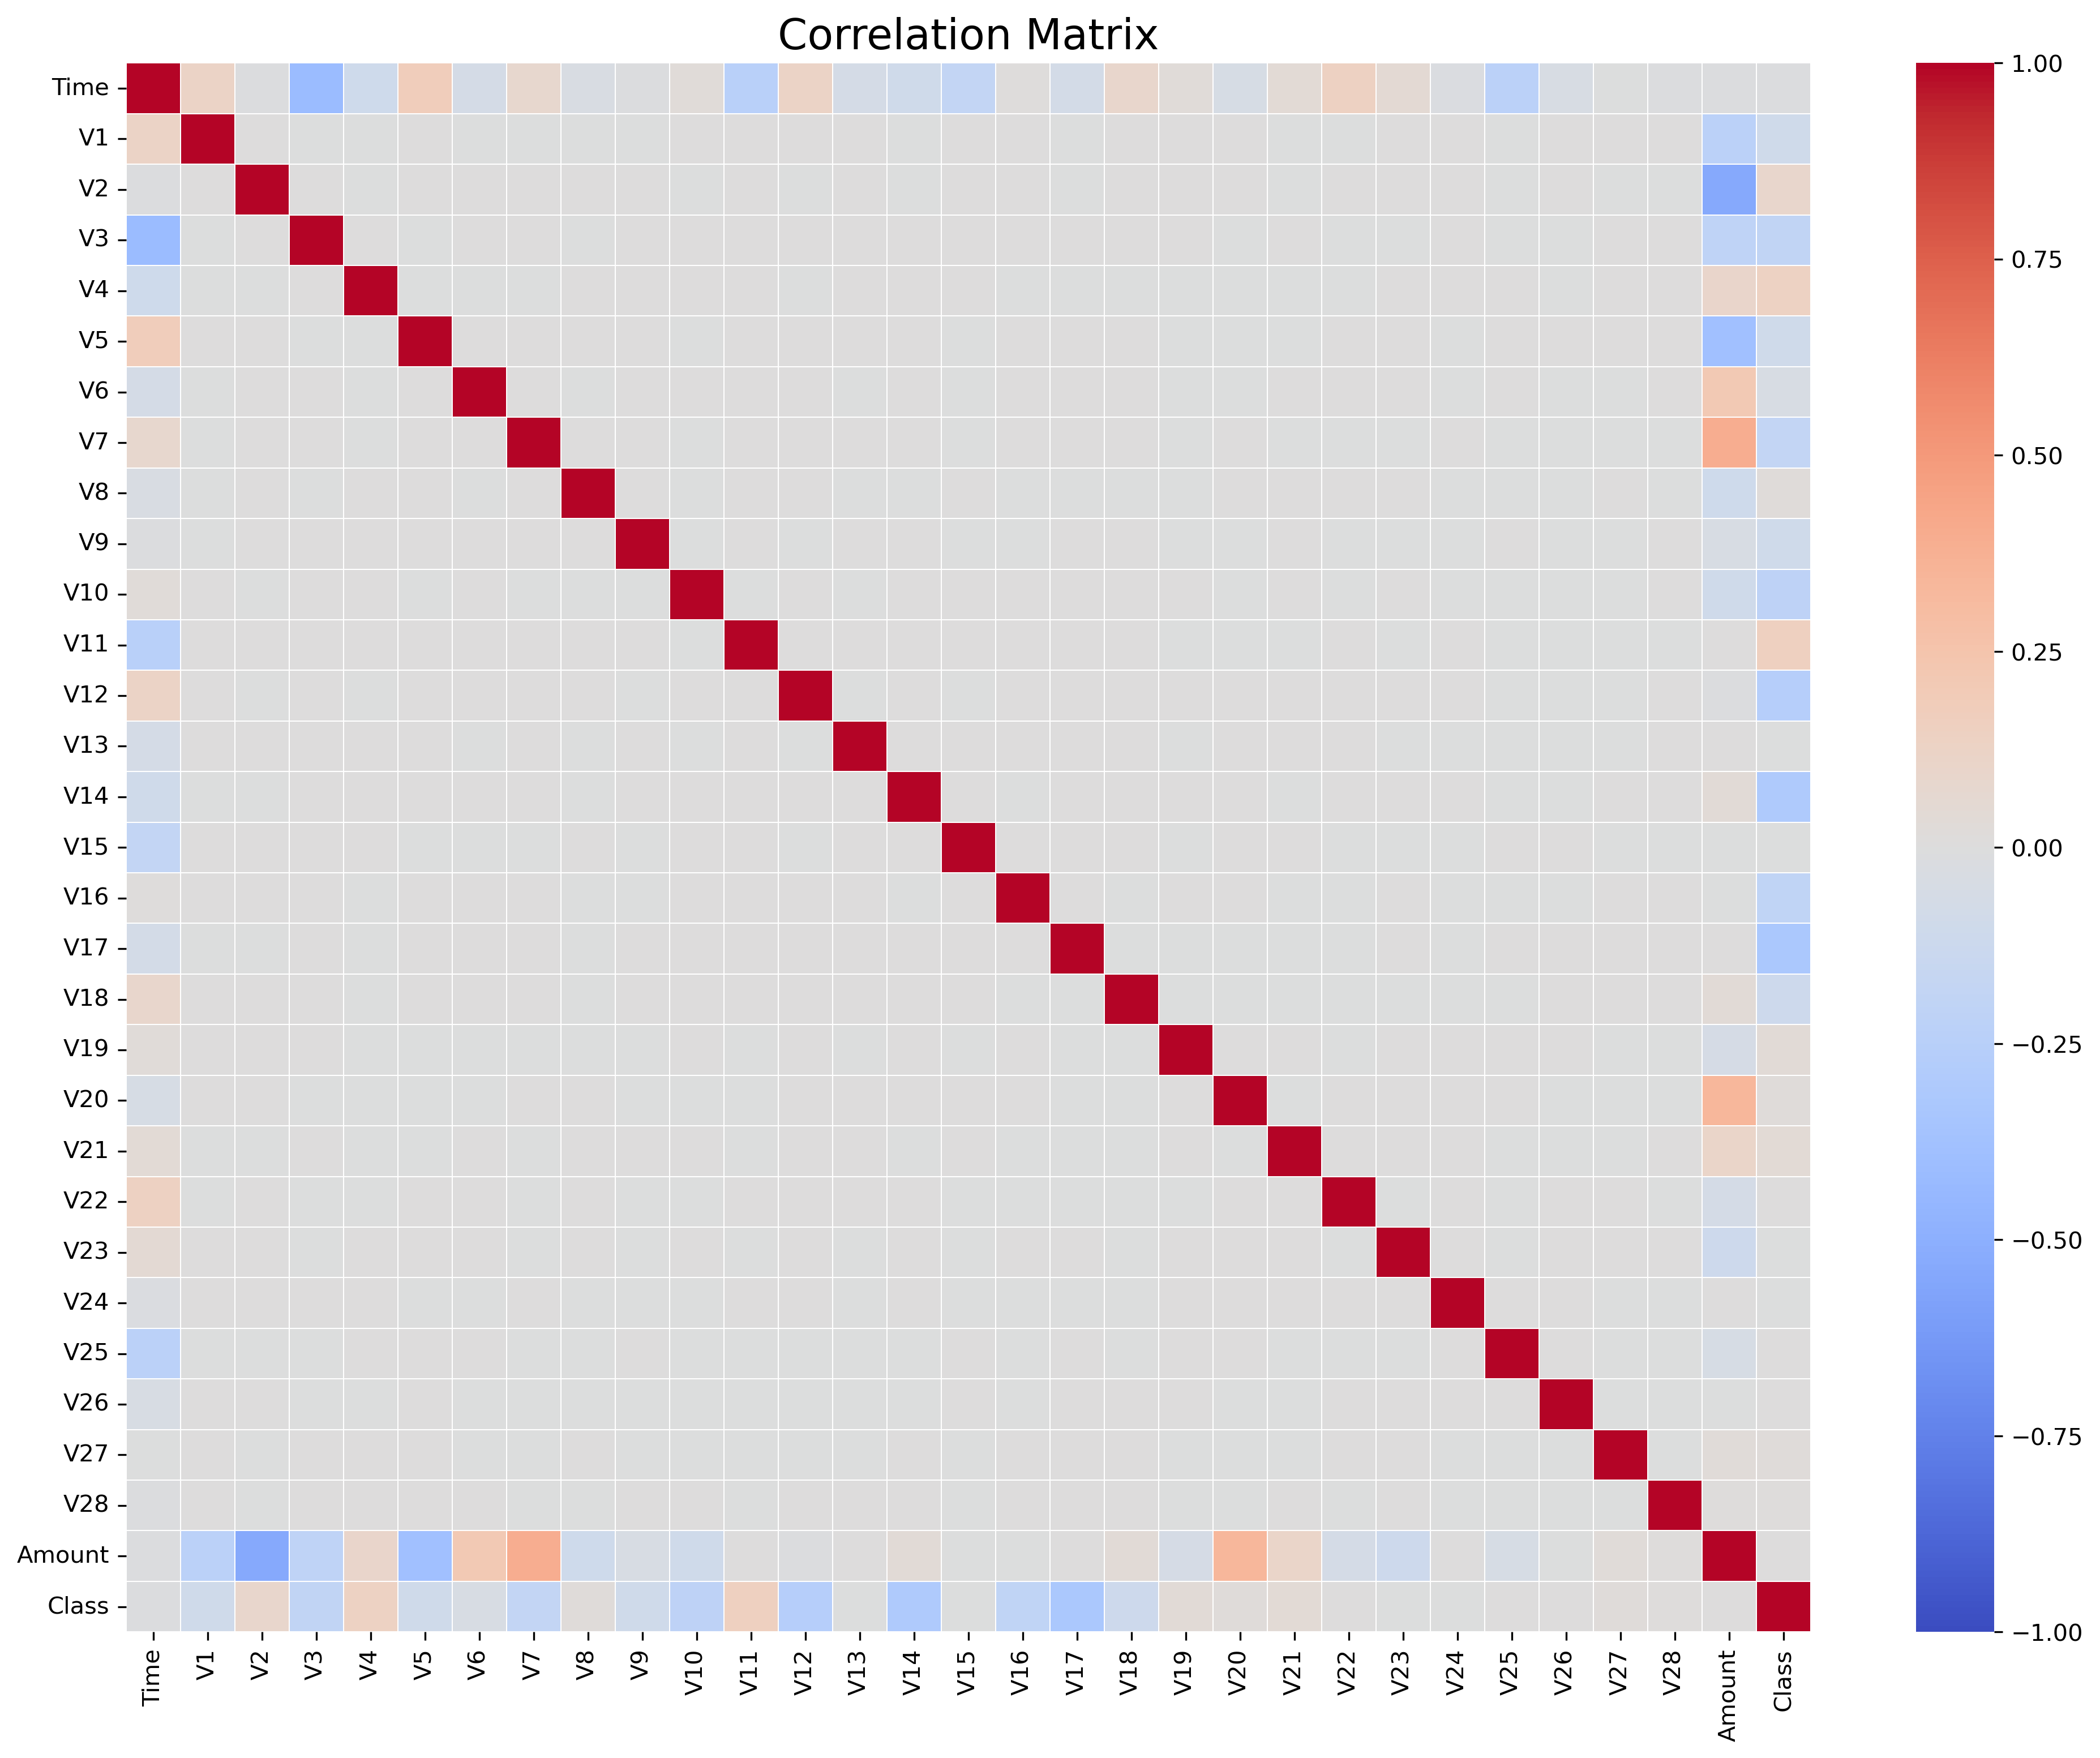 Correlation Matrix
Time
V1
V2
V3
V4
V5
V6
V7
V8
V9
V10
V11
V12
V13
V14
V15
V16
V17
V18
V19
V20
V21
V22
V23
V24
V25
V26
V27
V28
Amount
Class
Time
V1
V2
V3
V4
V5
V6
V7
V8
V9
V10
V11
V12
V13
V14
V15
V16
V17
V18
V19
V20
V21
V22
V23
V24
V25
V26
V27
V28
Amount
Class
1.00
0.75
0.50
0.25
0.00
−0.25
−0.50
−0.75
−1.00